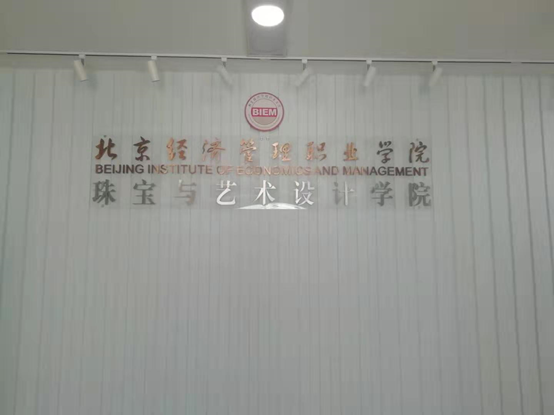 BIEM
北京经济管理职业学院
BEIJING INSTITUTE OF ECONOMICS AND MANAGEMENT
珠宝与艺术设计学院